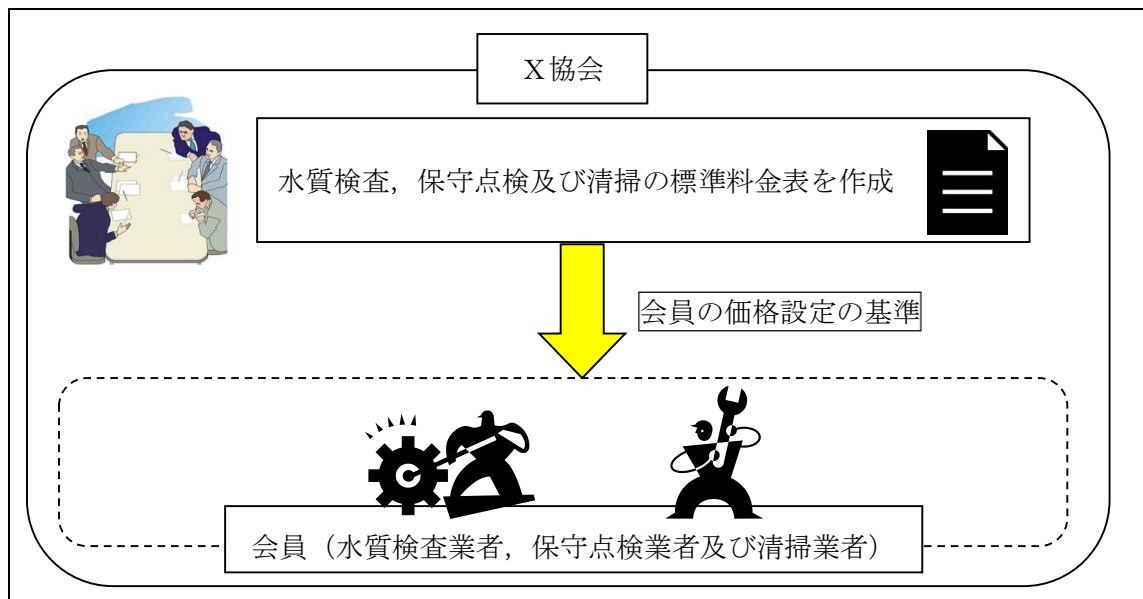 X協会
水質検査，保守点検及び清掃の標準料金表を作成
会員の価格設定の基準
会員（水質検査業者，保守点検業者及び清掃業者）